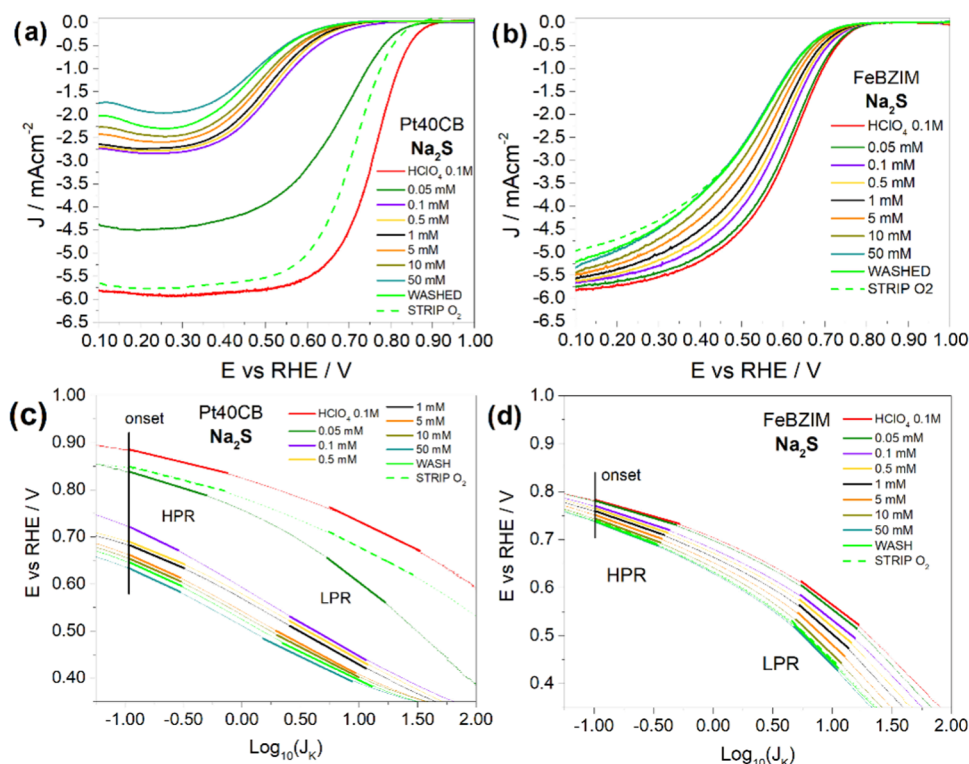 (a)
0.0
-0.5
-1.0
-1.5
-2.0
-2.5
-3.0
-3.5
-4.0
-4.5
-5.0
-5.5
-6.0
-6.5
J / mAcm⁻²
Pt40CB
Na₂S
HClO₄ 0.1M
0.05 mM
0.1 mM
0.5 mM
1 mM
5 mM
10 mM
50 mM
WASHED
STRIP O₂
0.10 0.20 0.30 0.40 0.50 0.60 0.70 0.80 0.90 1.00
E vs RHE / V
(b)
0.0
-0.5
-1.0
-1.5
-2.0
-2.5
-3.0
-3.5
-4.0
-4.5
-5.0
-5.5
-6.0
-6.5
J / mAcm⁻²
FeBZIM
Na₂S
HClO₄ 0.1M
0.05 mM
0.1 mM
0.5 mM
1 mM
5 mM
10 mM
50 mM
WASHED
STRIP O2
0.10 0.20 0.30 0.40 0.50 0.60 0.70 0.80 0.90 1.00
E vs RHE / V
(c)
1.00
0.90
0.80
0.70
0.60
0.50
0.40
E vs RHE / V
onset
Pt40CB
Na₂S
HClO₄ 0.1M
0.05 mM
0.1 mM
0.5 mM
1 mM
5 mM
10 mM
50 mM
WASH
STRIP O₂
HPR
LPR
-1.00 -0.50 0.00 0.50 1.00 1.50 2.00
Log₁₀(J_K)
(d)
1.0
0.9
0.8
0.7
0.6
0.5
0.4
E vs RHE / V
onset
FeBZIM
Na₂S
HClO₄ 0.1M
0.05 mM
0.1 mM
0.5 mM
1 mM
5 mM
10 mM
50 mM
WASH
STRIP O₂
HPR
LPR
-1.00 -0.50 0.00 0.50 1.00 1.50 2.00
Log₁₀(J_K)